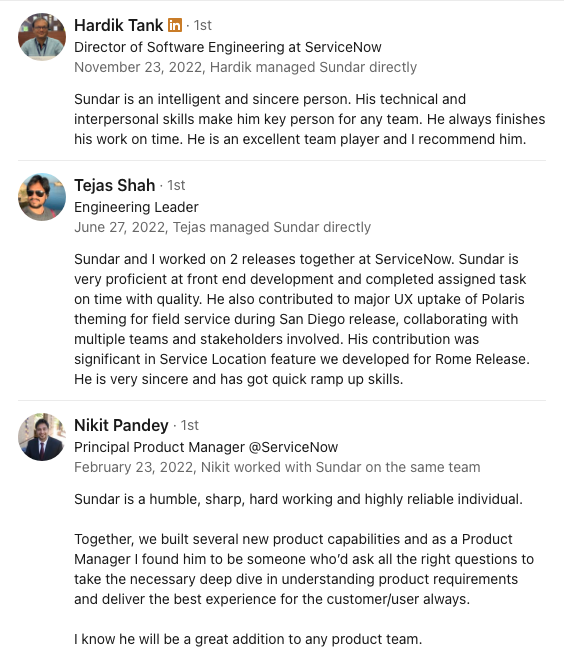 Hardik Tank in · 1st
Director of Software Engineering at ServiceNow
November 23, 2022, Hardik managed Sundar directly
Sundar is an intelligent and sincere person. His technical and
interpersonal skills make him key person for any team. He always finishes
his work on time. He is an excellent team player and I recommend him.
Tejas Shah · 1st
Engineering Leader
June 27, 2022, Tejas managed Sundar directly
Sundar and I worked on 2 releases together at ServiceNow. Sundar is
very proficient at front end development and completed assigned task
on time with quality. He also contributed to major UX uptake of Polaris
theming for field service during San Diego release, collaborating with
multiple teams and stakeholders involved. His contribution was
significant in Service Location feature we developed for Rome Release.
He is very sincere and has got quick ramp up skills.
Nikit Pandey · 1st
Principal Product Manager @ServiceNow
February 23, 2022, Nikit worked with Sundar on the same team
Sundar is a humble, sharp, hard working and highly reliable individual.
Together, we built several new product capabilities and as a Product
Manager I found him to be someone who’d ask all the right questions to
take the necessary deep dive in understanding product requirements
and deliver the best experience for the customer/user always.
I know he will be a great addition to any product team.